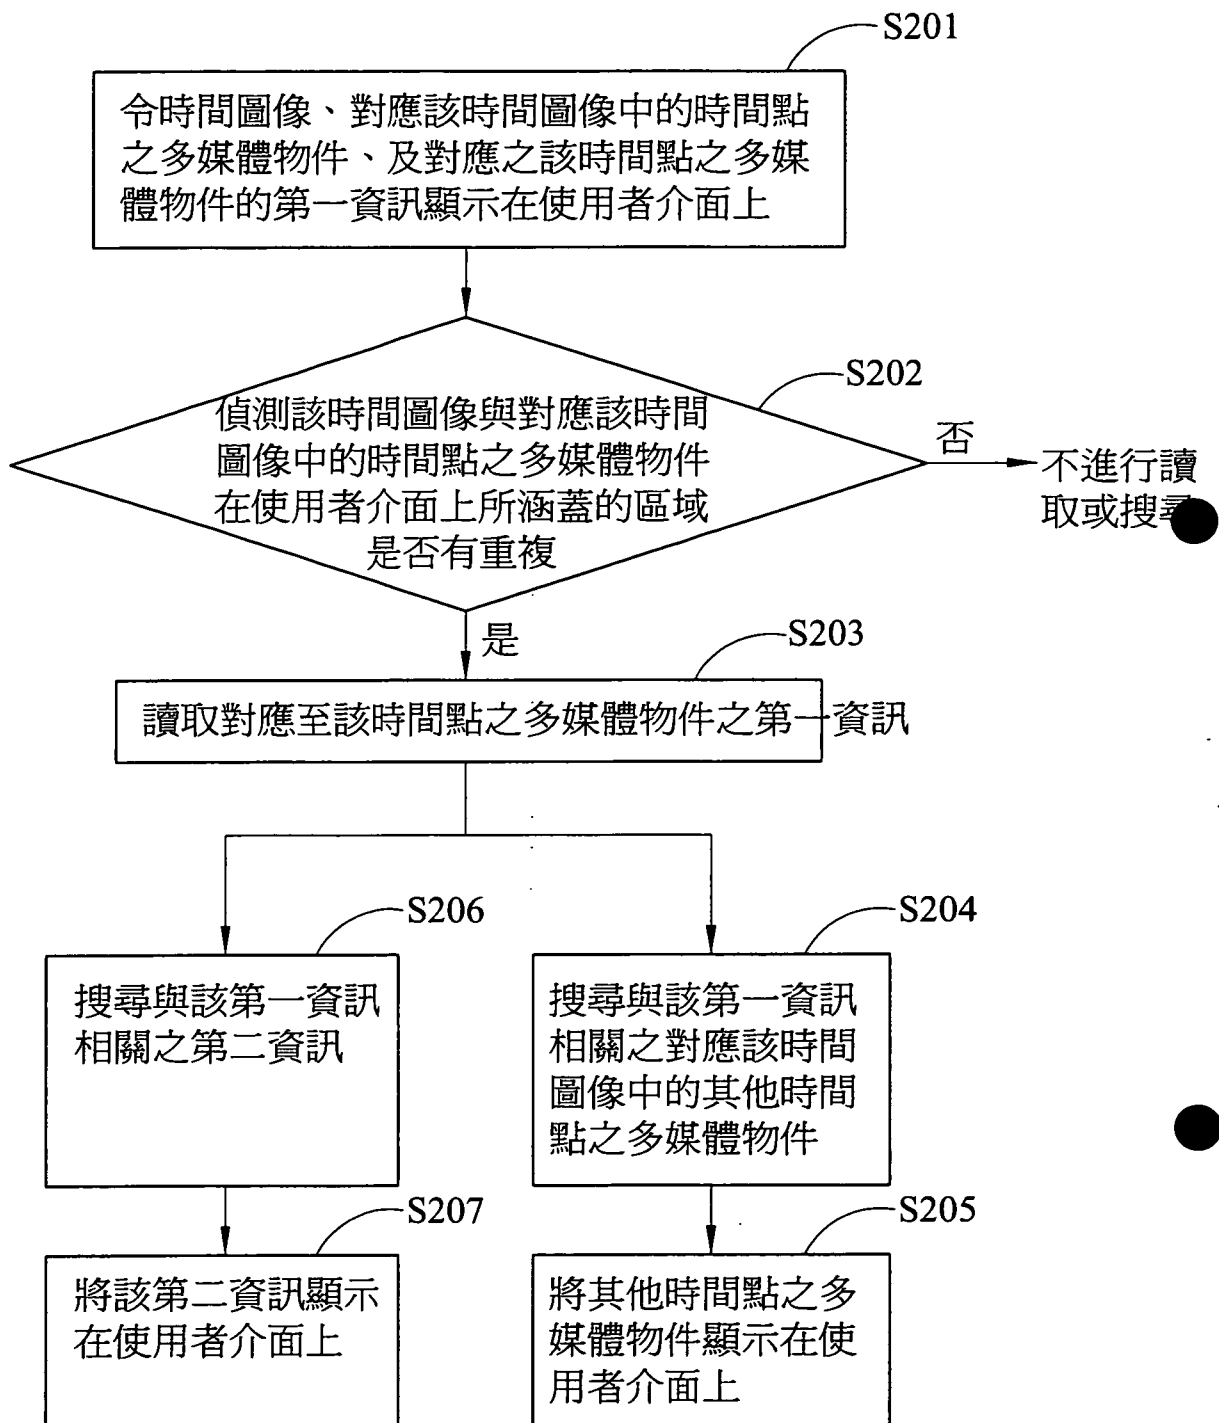 S201
令時間圖像、對應該時間圖像中的時間點
之多媒體物件、及對應之該時間點之多媒
體物件的第一資訊顯示在使用者介面上
S202
偵測該時間圖像與對應該時間
圖像中的時間點之多媒體物件
在使用者介面上所涵蓋的區域
是否有重複
否
不進行讀
取或搜尋
是
S203
讀取對應至該時間點之多媒體物件之第一資訊
S206
搜尋與該第一資訊
相關之第二資訊
S204
搜尋與該第一資訊
相關之對應該時間
圖像中的其他時間
點之多媒體物件
S207
將該第二資訊顯示
在使用者介面上
S205
將其他時間點之多
媒體物件顯示在使
用者介面上